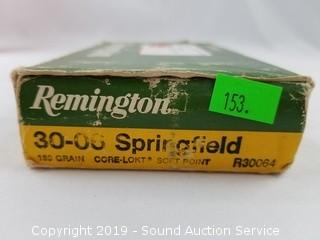 Remington
153.
30-06 Springfield
180 GRAIN CORE-LOKT® SOFT POINT R30064
Copyright 2019 - Sound Auction Service